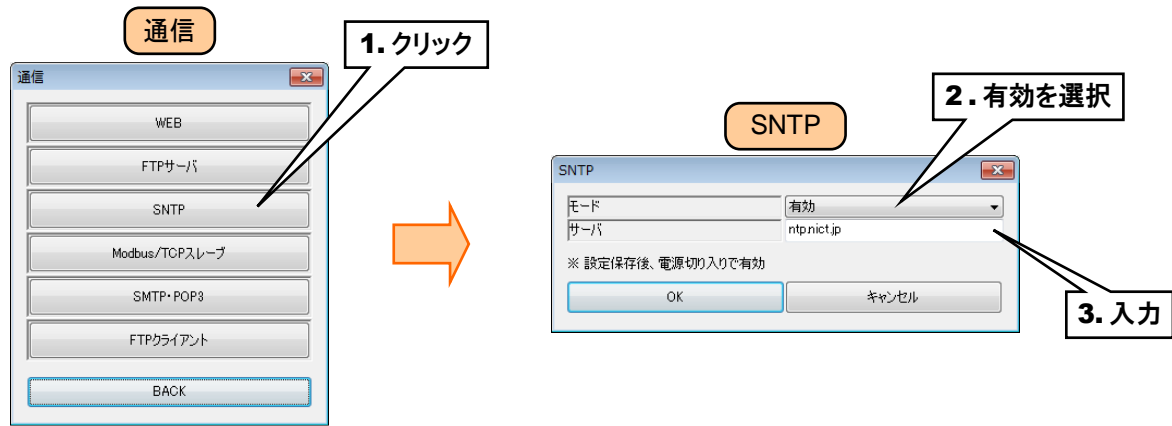 通信
1. クリック
通信
WEB
FTPサーバ
SNTP
Modbus/TCPスレーブ
SMTP・POP3
FTPクライアント
BACK
2. 有効を選択
SNTP
SNTP
モード 有効
サーバ ntp.nict.jp
※ 設定保存後、電源切り入りで有効
OK キャンセル
3. 入力